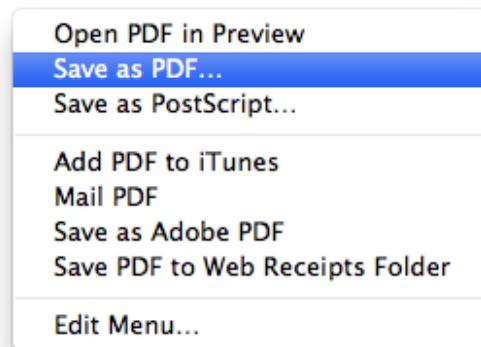 Open PDF in Preview
Save as PDF...
Save as PostScript...
Add PDF to iTunes
Mail PDF
Save as Adobe PDF
Save PDF to Web Receipts Folder
Edit Menu...